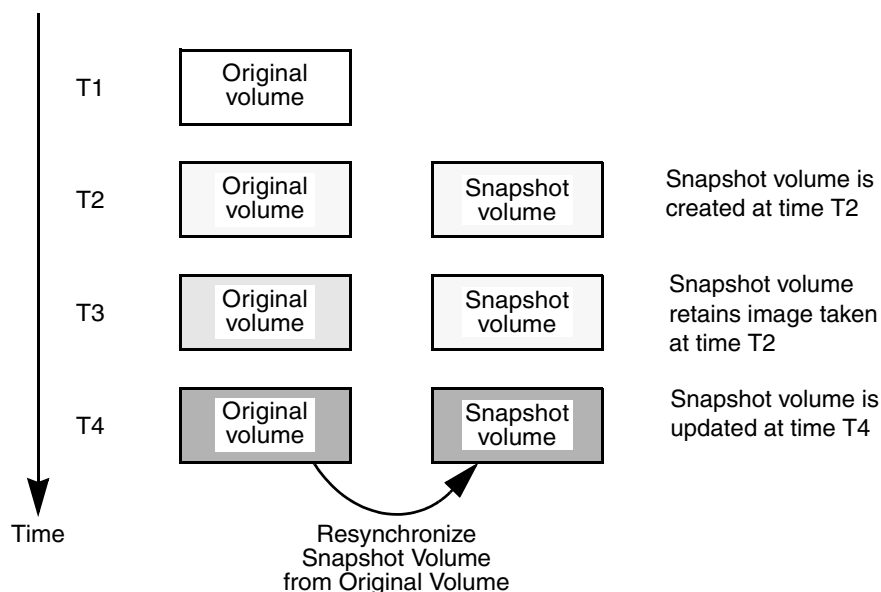 T1
Original
volume
T2
Original
volume
Snapshot
volume
Snapshot volume is
created at time T2
T3
Original
volume
Snapshot
volume
Snapshot volume
retains image taken
at time T2
T4
Original
volume
Snapshot
volume
Snapshot volume is
updated at time T4
Time
Resynchronize
Snapshot Volume
from Original Volume